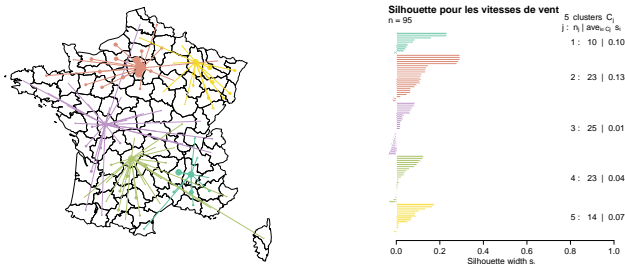 Silhouette pour les vitesses de vent
n = 95
5 clusters Cj
j : nj | avei∈Cj si
1 : 10 | 0.10
2 : 23 | 0.13
3 : 25 | 0.01
4 : 23 | 0.04
5 : 14 | 0.07
0.0 0.2 0.4 0.6 0.8 1.0
Silhouette width si